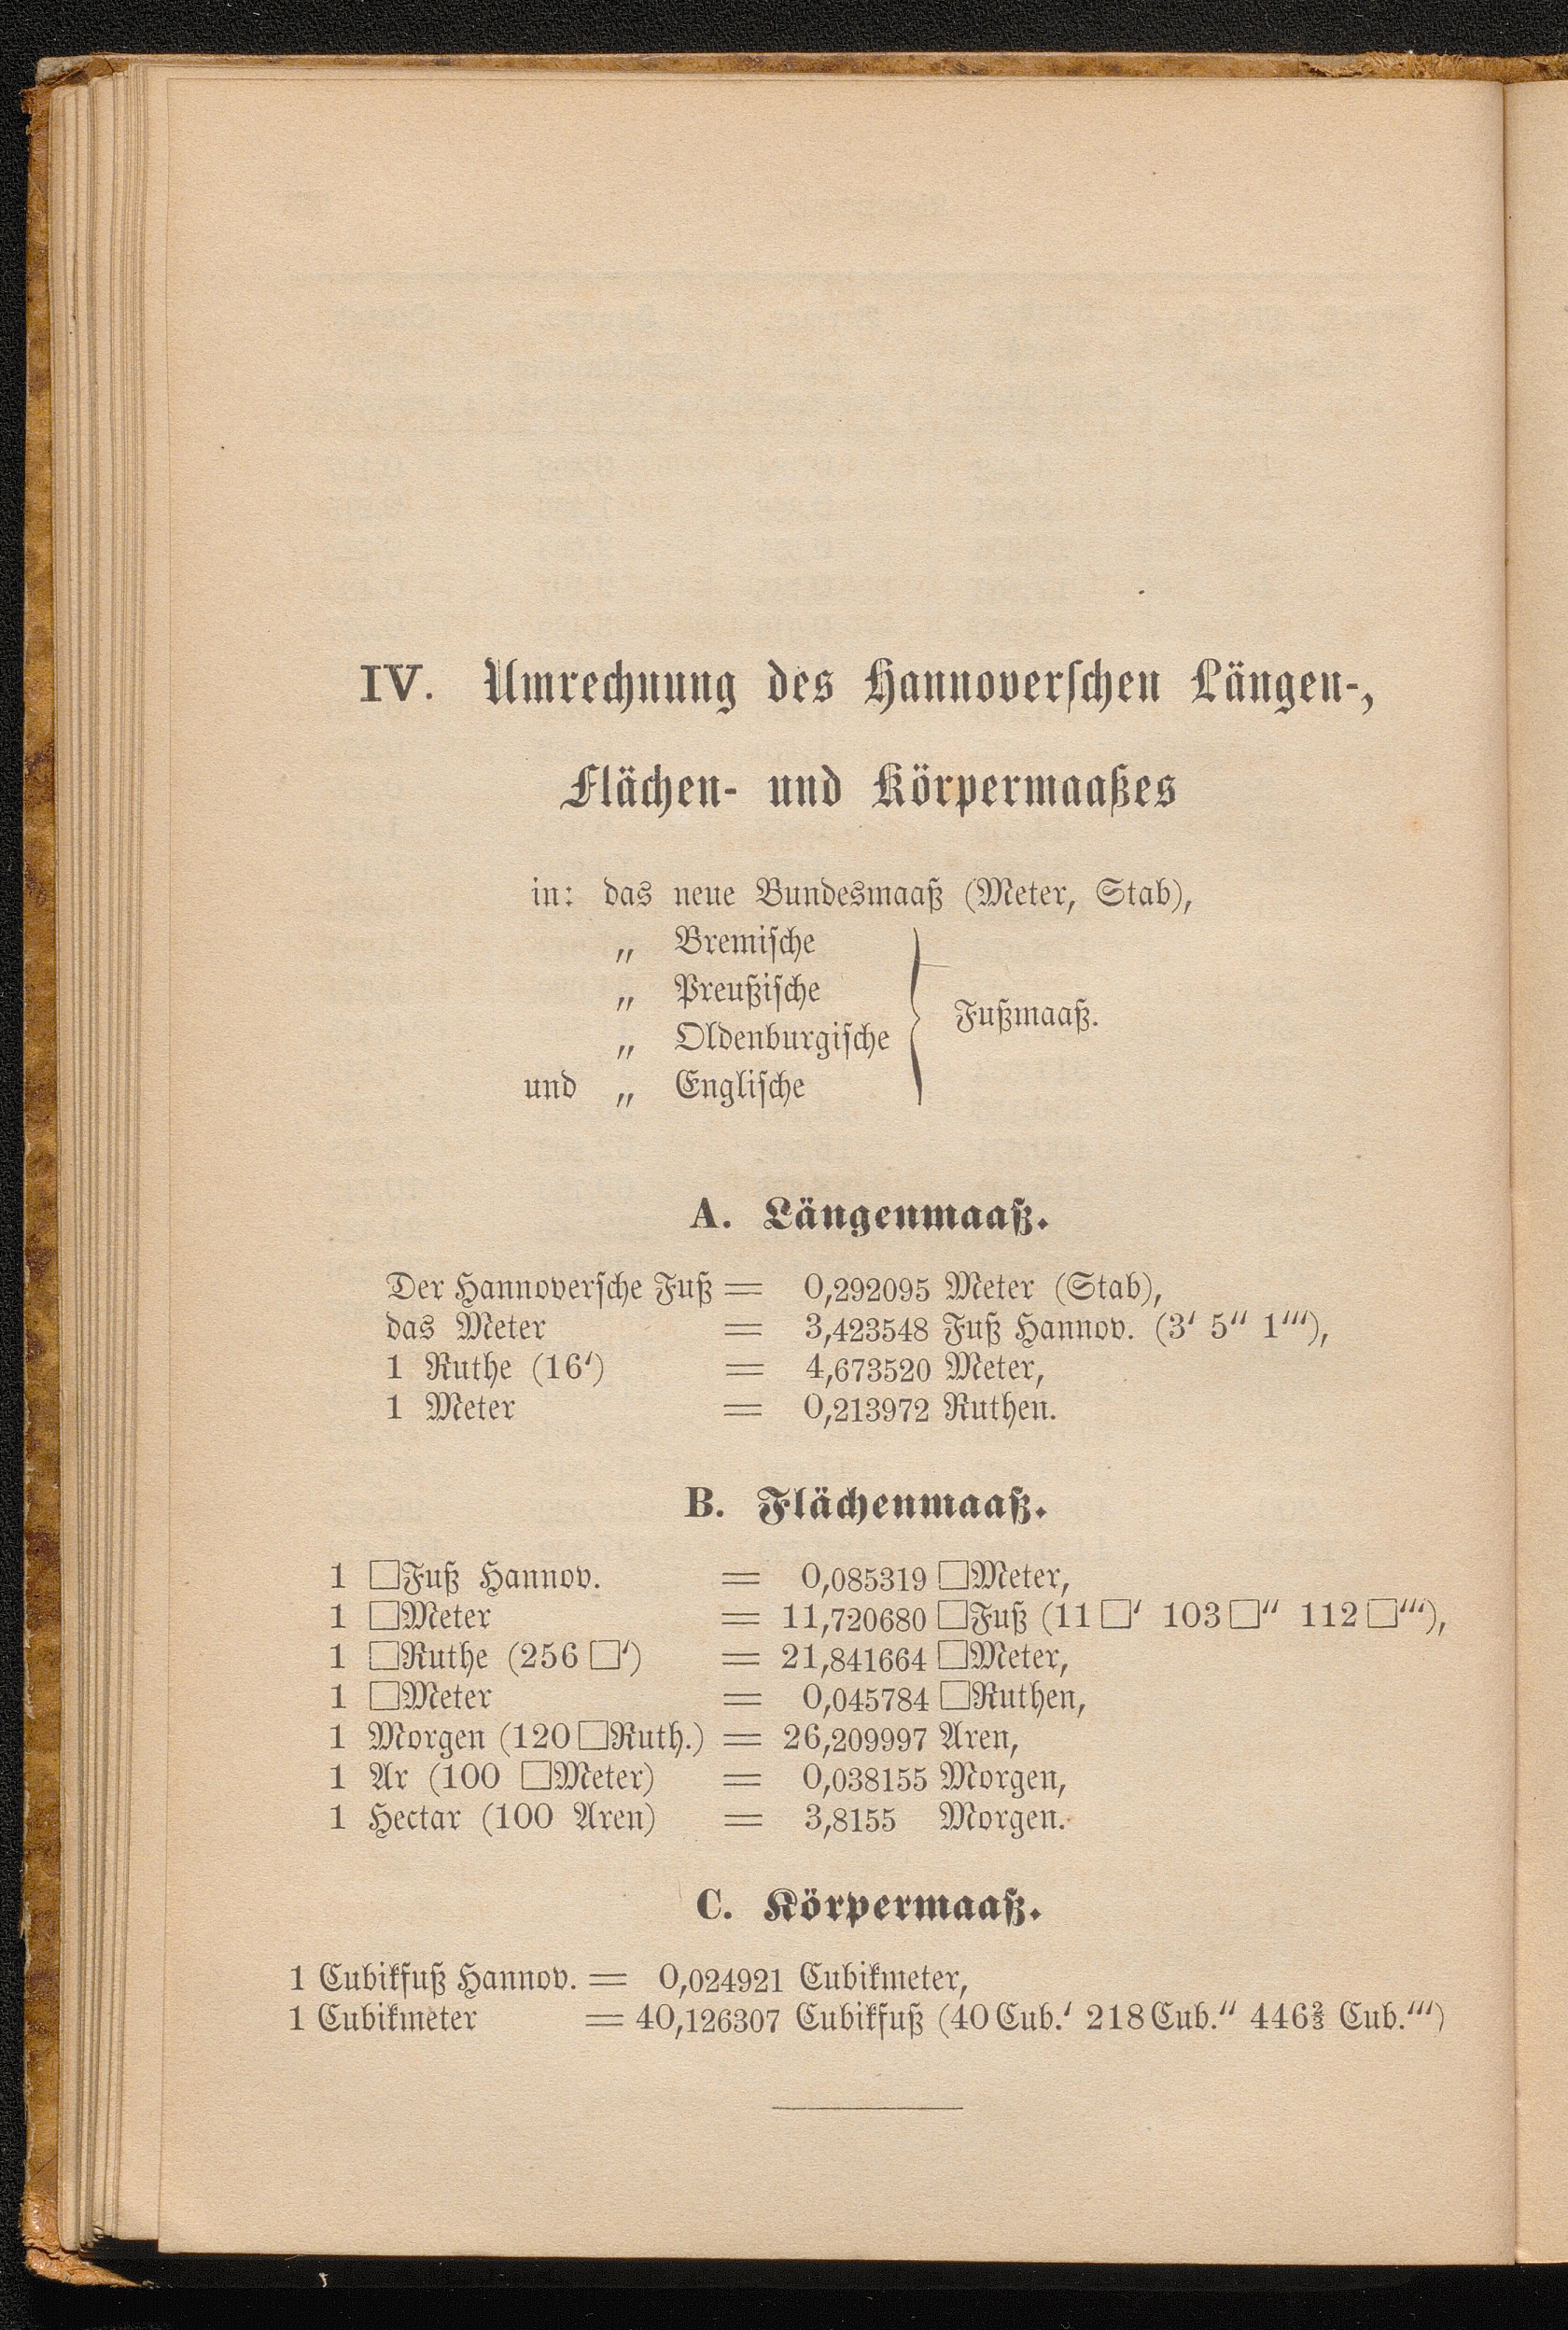 IV. Umrechnung des Hannoverschen Längen-,
Flächen- und Körpermaaßes
in: das neue Bundesmaaß (Meter, Stab),
„ Bremische
„ Preußische
„ Oldenburgische
und „ Englische
Fußmaaß.
A. Längenmaaß.
Der Hannoversche Fuß = 0,292095 Meter (Stab),
das Meter = 3,423548 Fuß Hannov. (3′ 5″ 1‴),
1 Ruthe (16′) = 4,673520 Meter,
1 Meter = 0,213972 Ruthen.
B. Flächenmaaß.
1 □Fuß Hannov. = 0,085319 □Meter,
1 □Meter = 11,720680 □Fuß (11□′ 103□″ 112□‴),
1 □Ruthe (256□′) = 21,841664 □Meter,
1 □Meter = 0,045784 □Ruthen,
1 Morgen (120□Ruth.) = 26,209997 Aren,
1 Ar (100 □Meter) = 0,038155 Morgen,
1 Hectar (100 Aren) = 3,8155 Morgen.
C. Körpermaaß.
1 Cubikfuß Hannov. = 0,024921 Cubikmeter,
1 Cubikmeter = 40,126307 Cubikfuß (40 Cub.′ 218 Cub.″ 446⅔ Cub.‴)